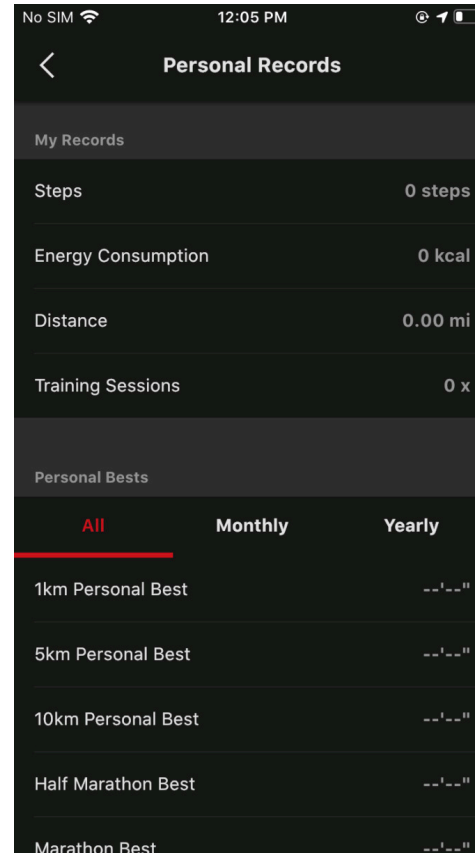 No SIM 12:05 PM
Personal Records
My Records
Steps 0 steps
Energy Consumption 0 kcal
Distance 0.00 mi
Training Sessions 0 x
Personal Bests
All Monthly Yearly
1km Personal Best --'--"
5km Personal Best --'--"
10km Personal Best --'--"
Half Marathon Best --'--"
Marathon Best --'--"